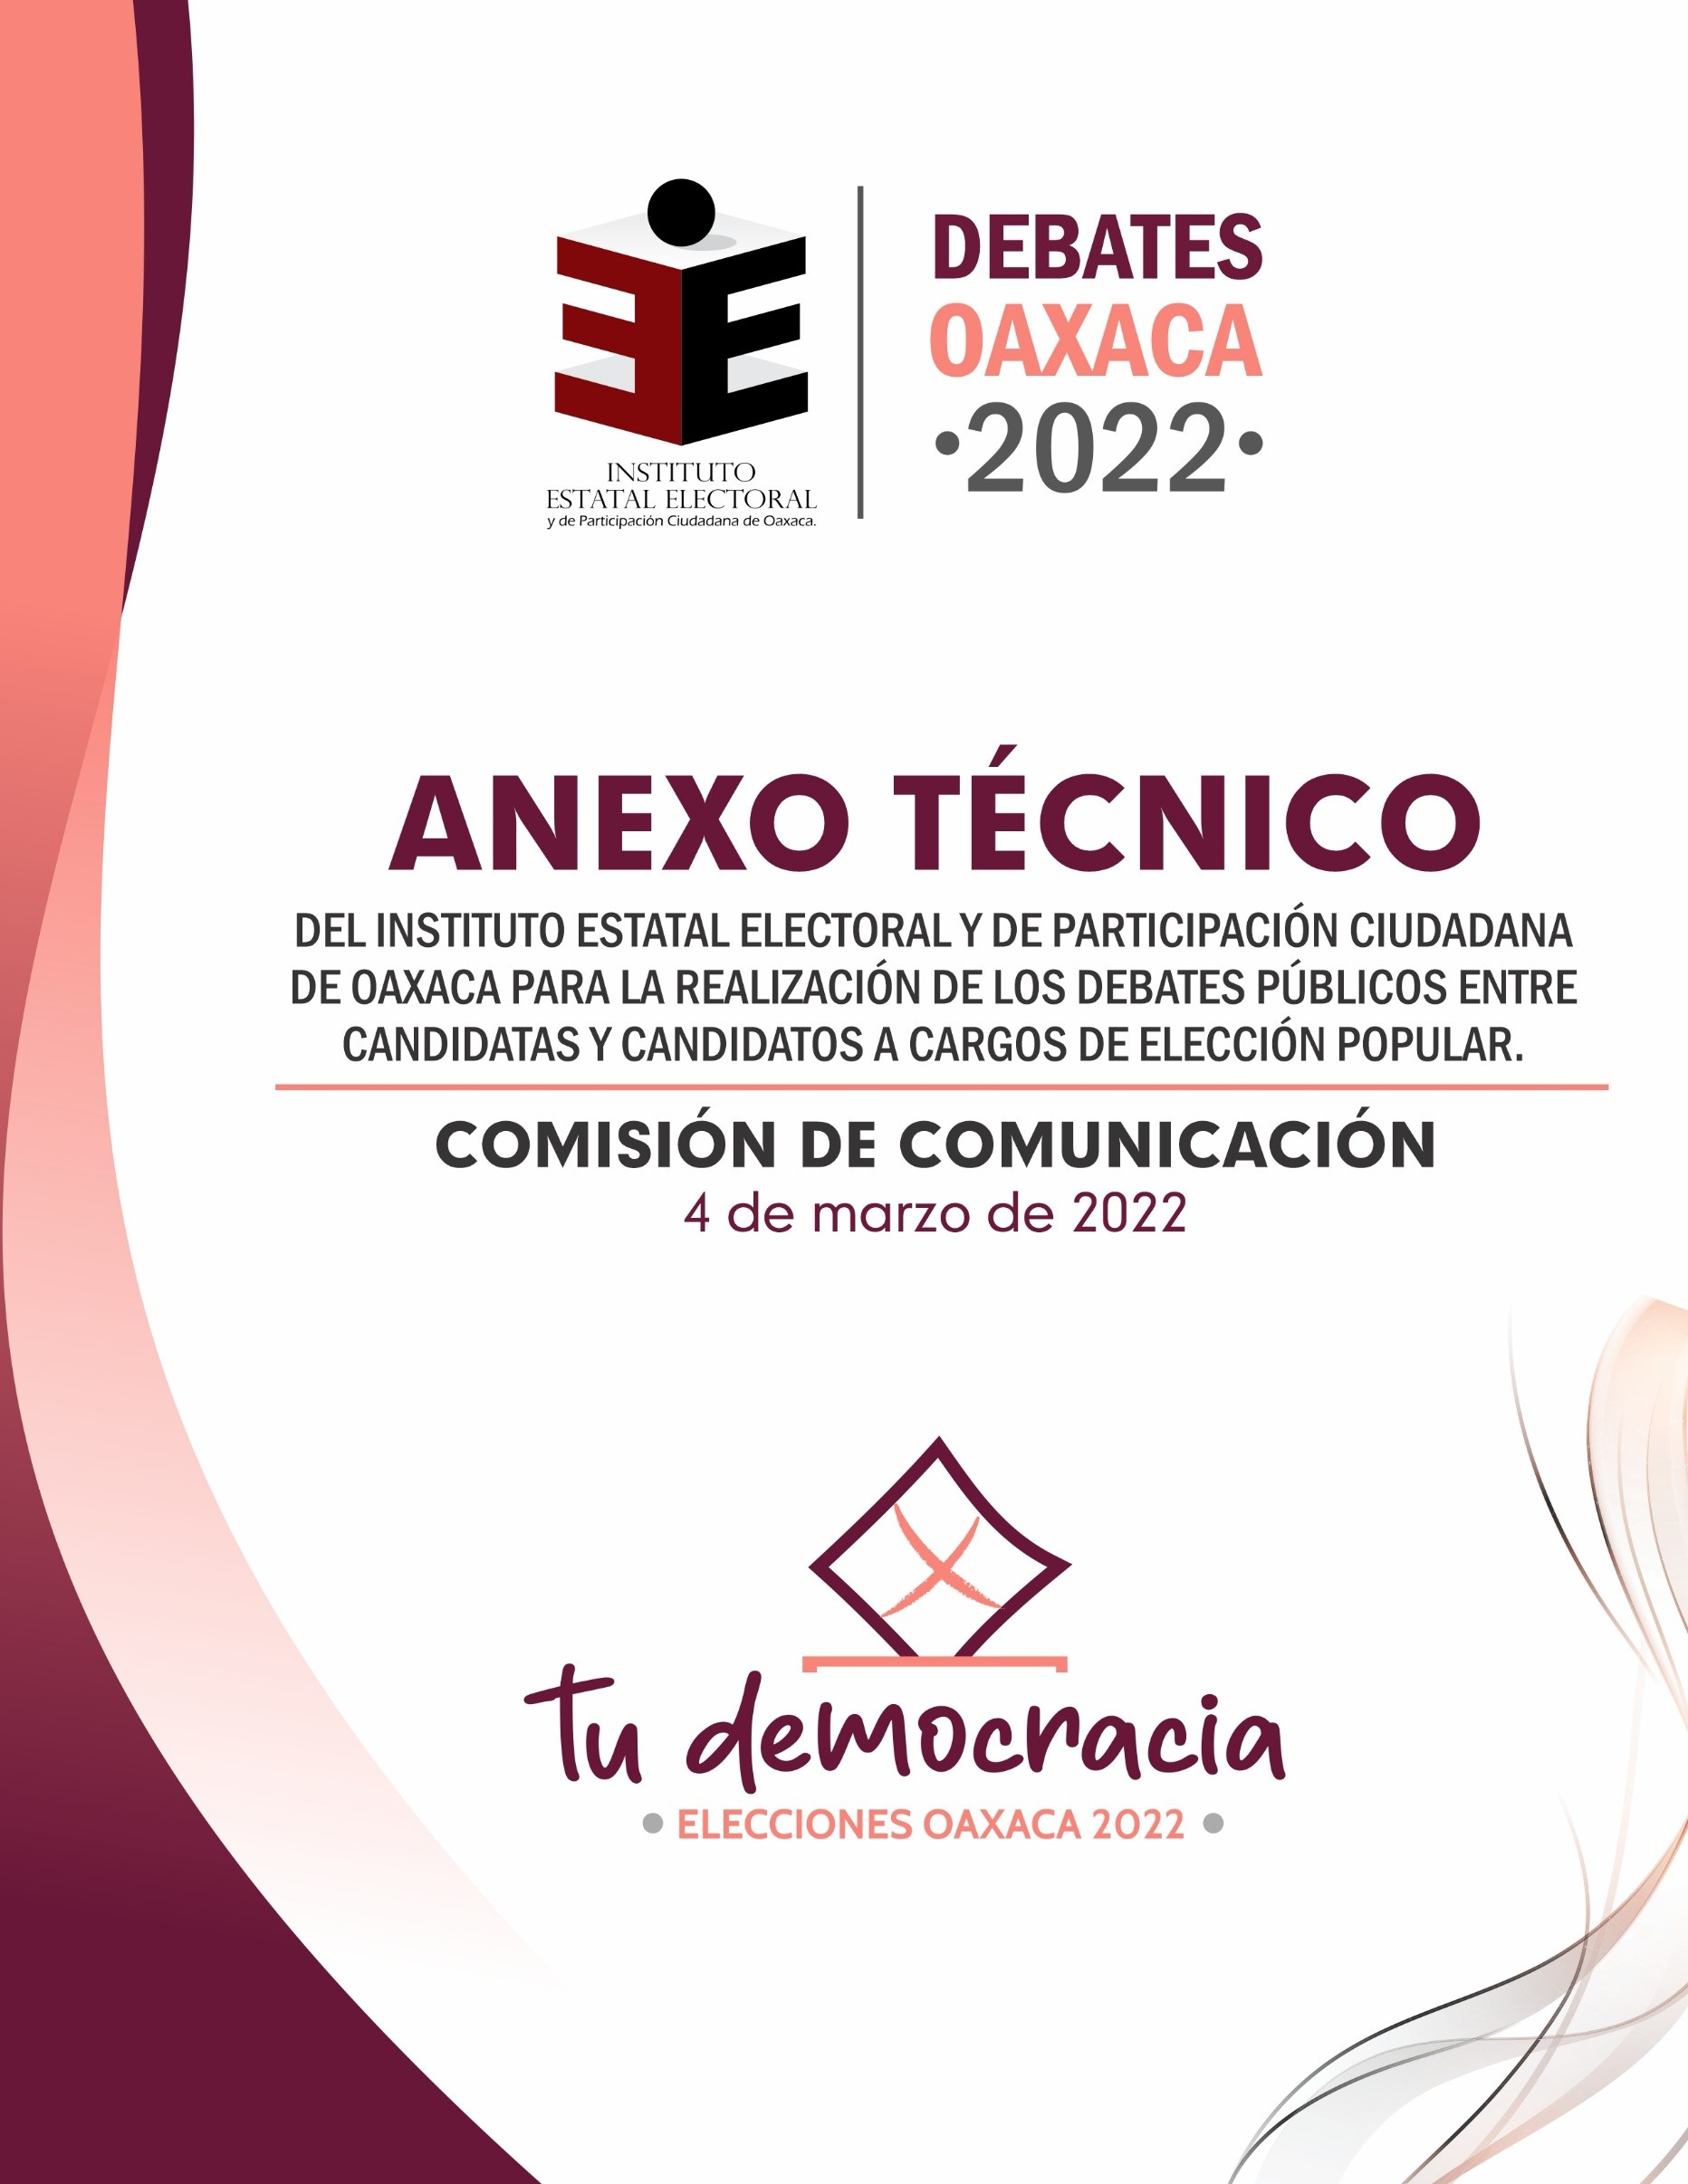 INSTITUTO
ESTATAL ELECTORAL
y de Participación Ciudadana de Oaxaca.
DEBATES
OAXACA
•2022•
ANEXO TÉCNICO
DEL INSTITUTO ESTATAL ELECTORAL Y DE PARTICIPACIÓN CIUDADANA
DE OAXACA PARA LA REALIZACIÓN DE LOS DEBATES PÚBLICOS ENTRE
CANDIDATAS Y CANDIDATOS A CARGOS DE ELECCIÓN POPULAR.
COMISIÓN DE COMUNICACIÓN
4 de marzo de 2022
tu democracia
• ELECCIONES OAXACA 2022 •